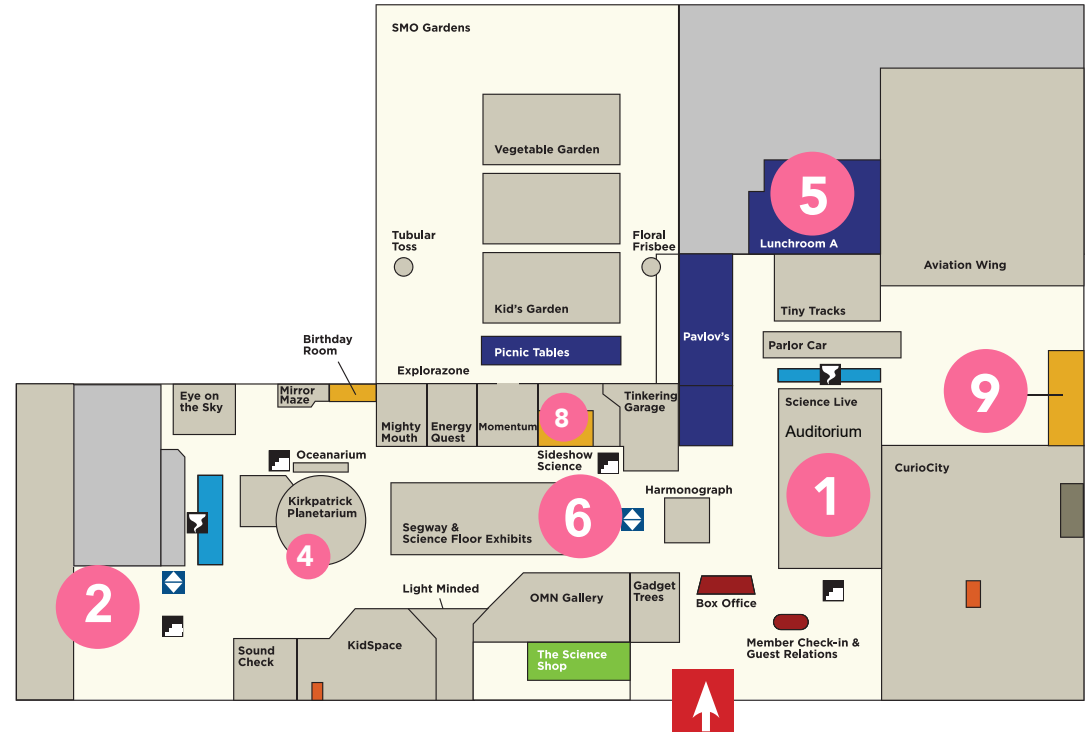 SMO Gardens
Vegetable Garden
5
Tubular
Toss
Floral
Frisbee
Lunchroom A
Aviation Wing
Kid's Garden
Tiny Tracks
Birthday
Room
Picnic Tables
Pavlov's
Parlor Car
Explorazone
Eye on
the Sky
Mirror
Maze
Mighty
Mouth
Energy
Quest
Momentum
8
Tinkering
Garage
Science Live
Auditorium
9
Sideshow
Science
Oceanarium
CurioCity
Kirkpatrick
Planetarium
4
Segway &
Science Floor Exhibits
6
Harmonograph
1
2
Light Minded
OMN Gallery
Gadget
Trees
Box Office
Member Check-in &
Guest Relations
Sound
Check
KidSpace
The Science
Shop